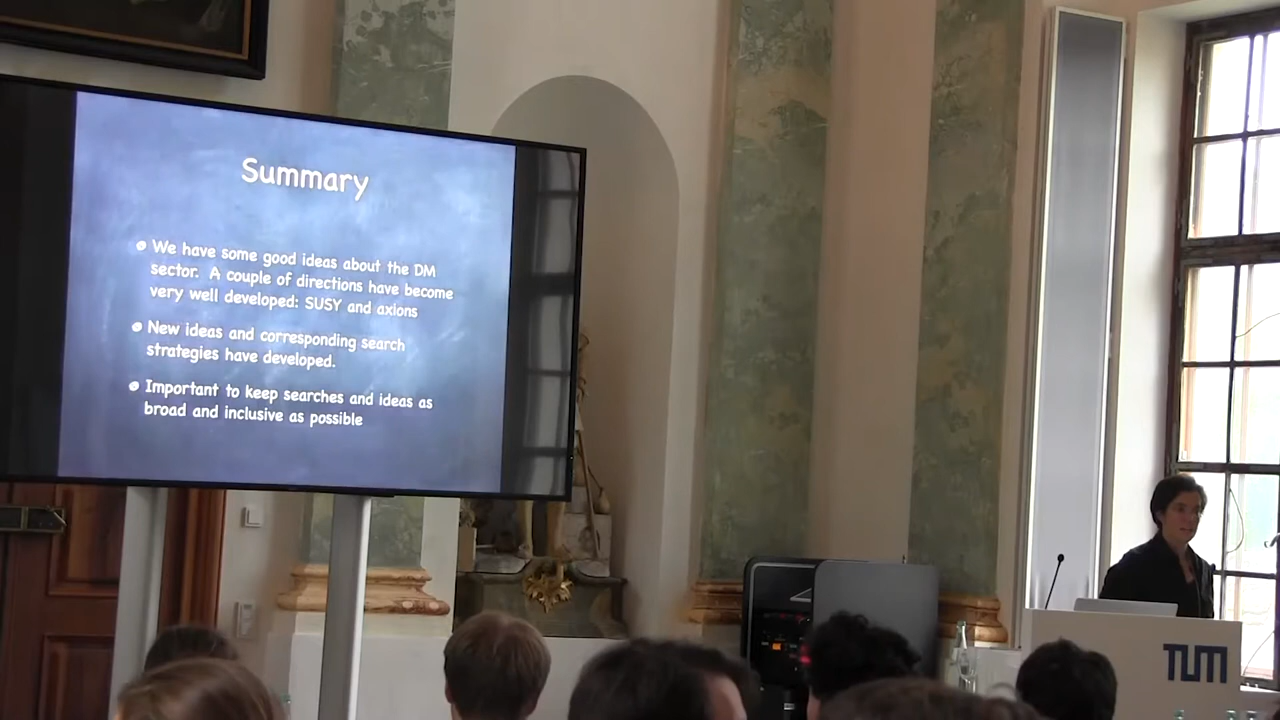 Summary
We have some good ideas about the DM
sector. A couple of directions have become
very well developed: SUSY and axions
New ideas and corresponding search
strategies have developed.
Important to keep searches and ideas as
broad and inclusive as possible
TUM